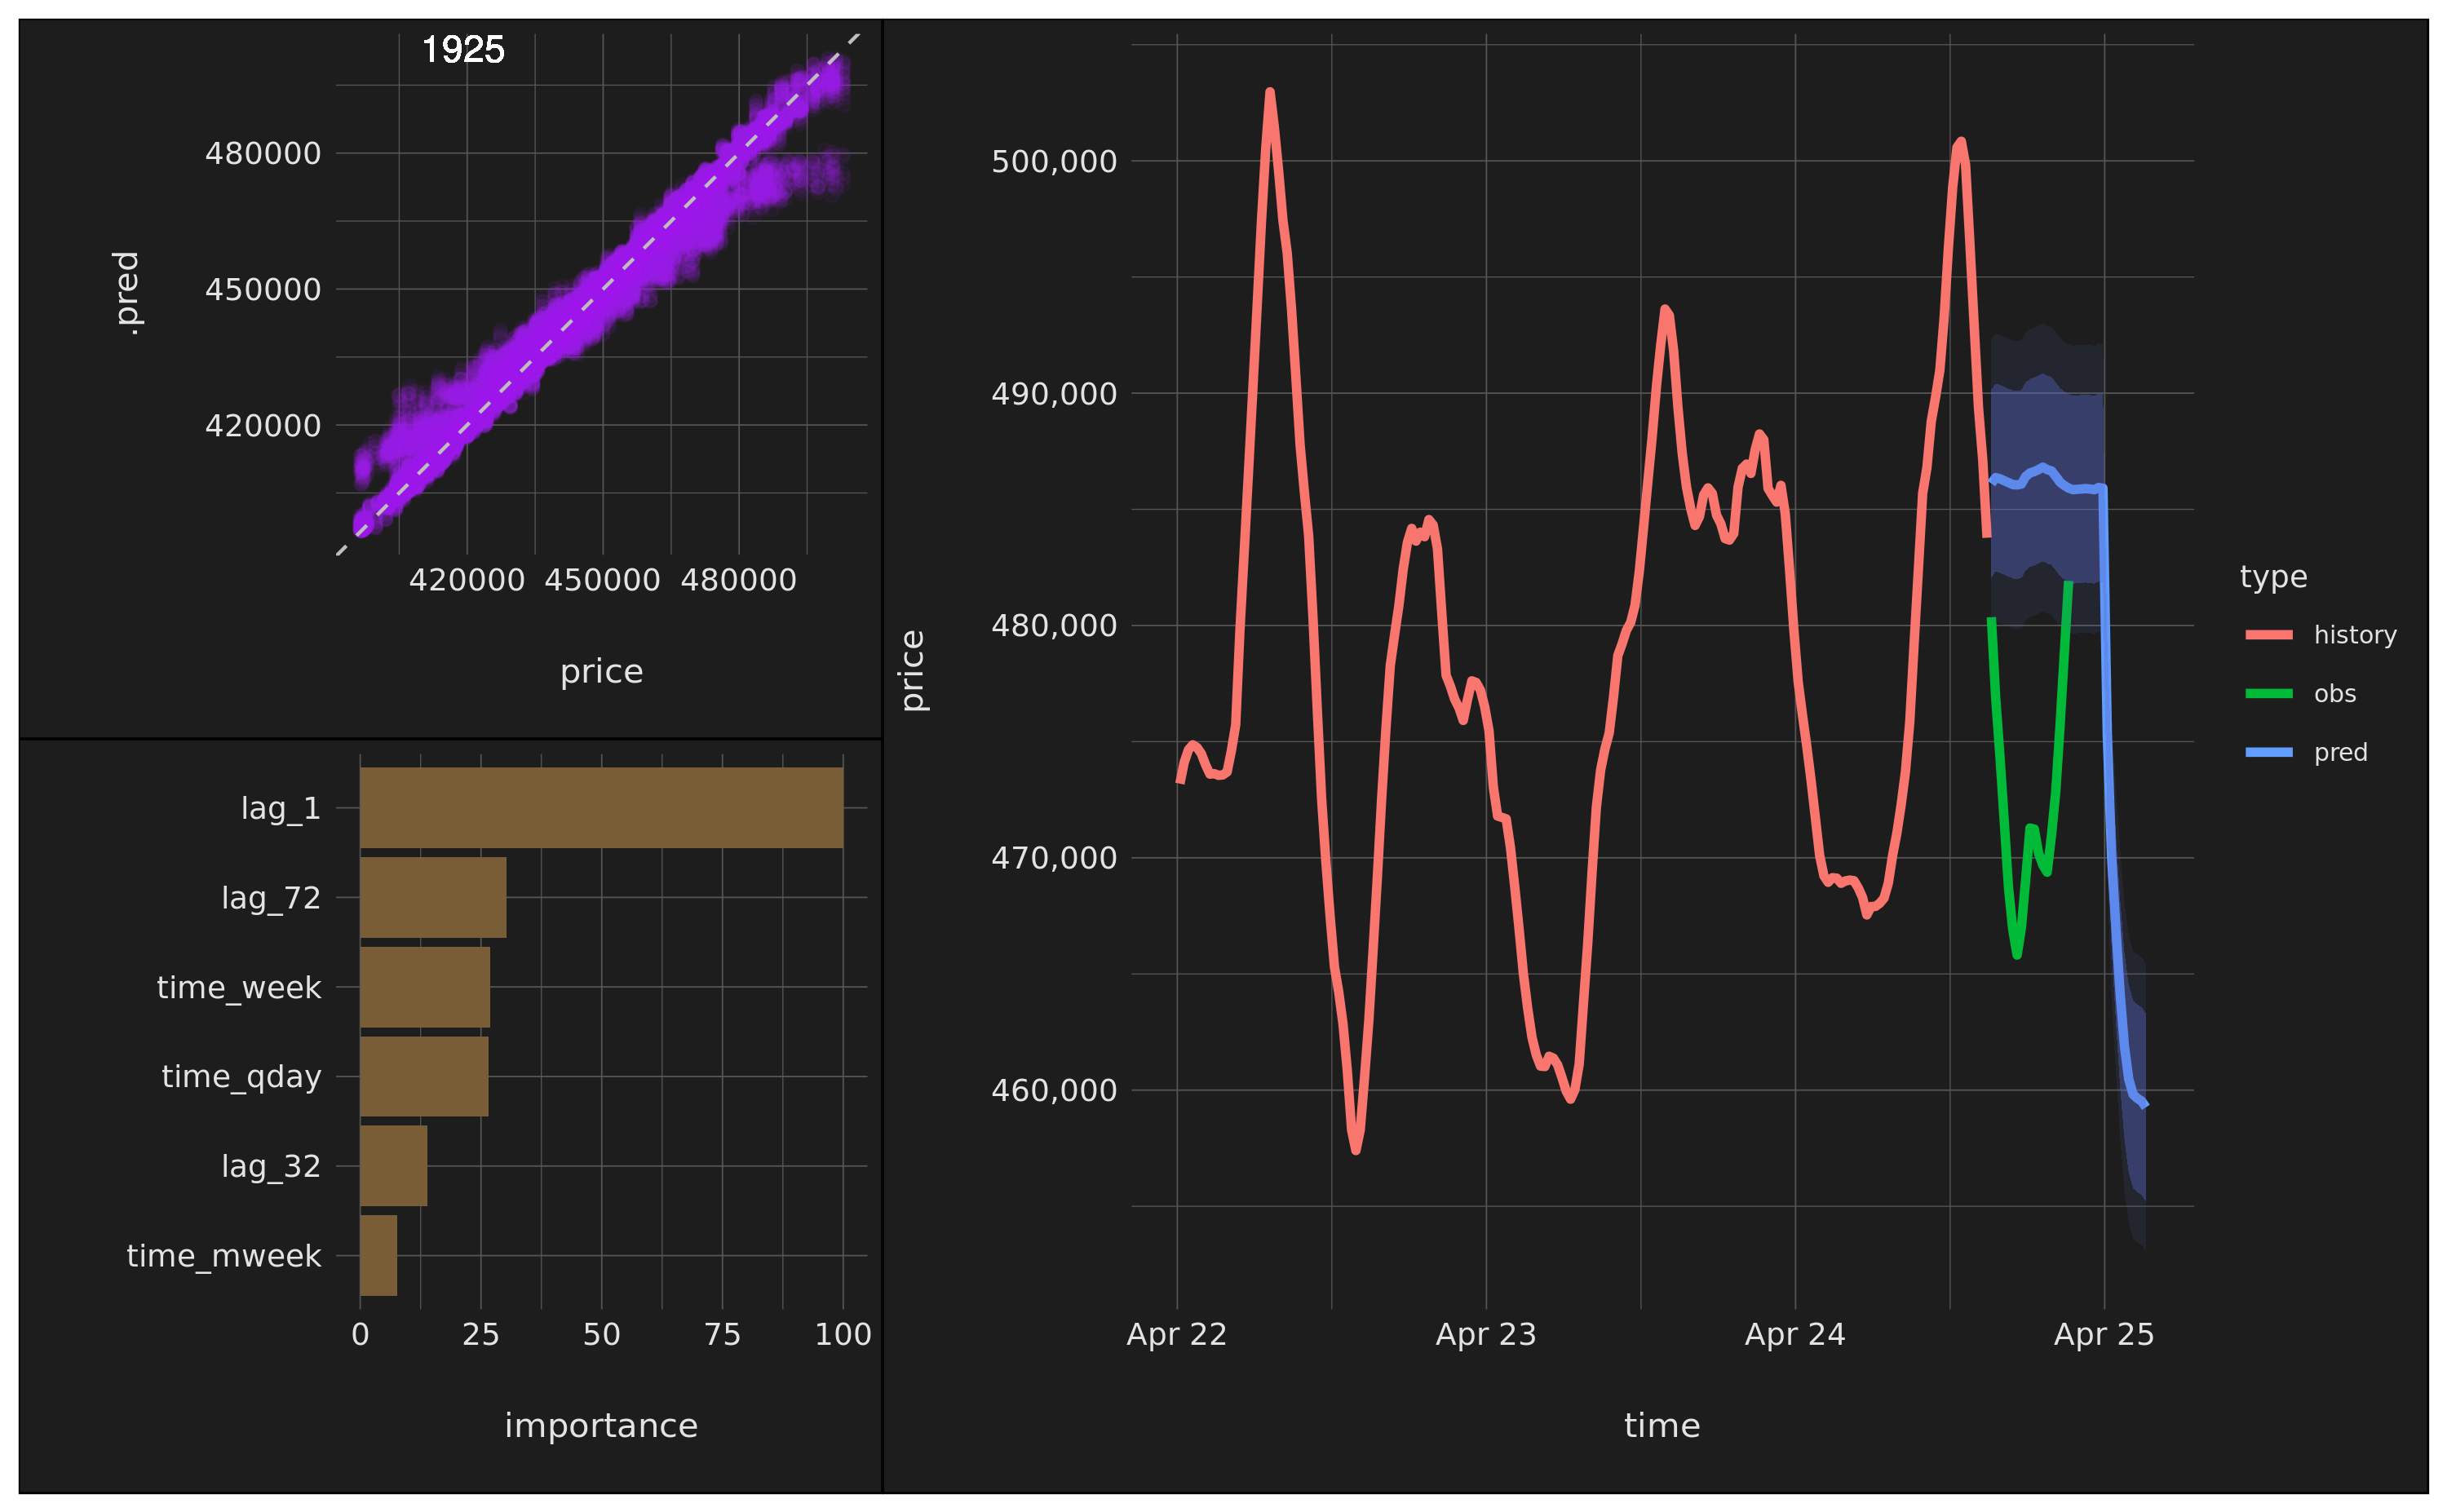 1925
480000
450000
420000
.pred
420000 450000 480000
price
lag_1
lag_72
time_week
time_qday
lag_32
time_mweek
0 25 50 75 100
importance
500,000
490,000
480,000
470,000
460,000
price
Apr 22 Apr 23 Apr 24 Apr 25
time
type
history
obs
pred